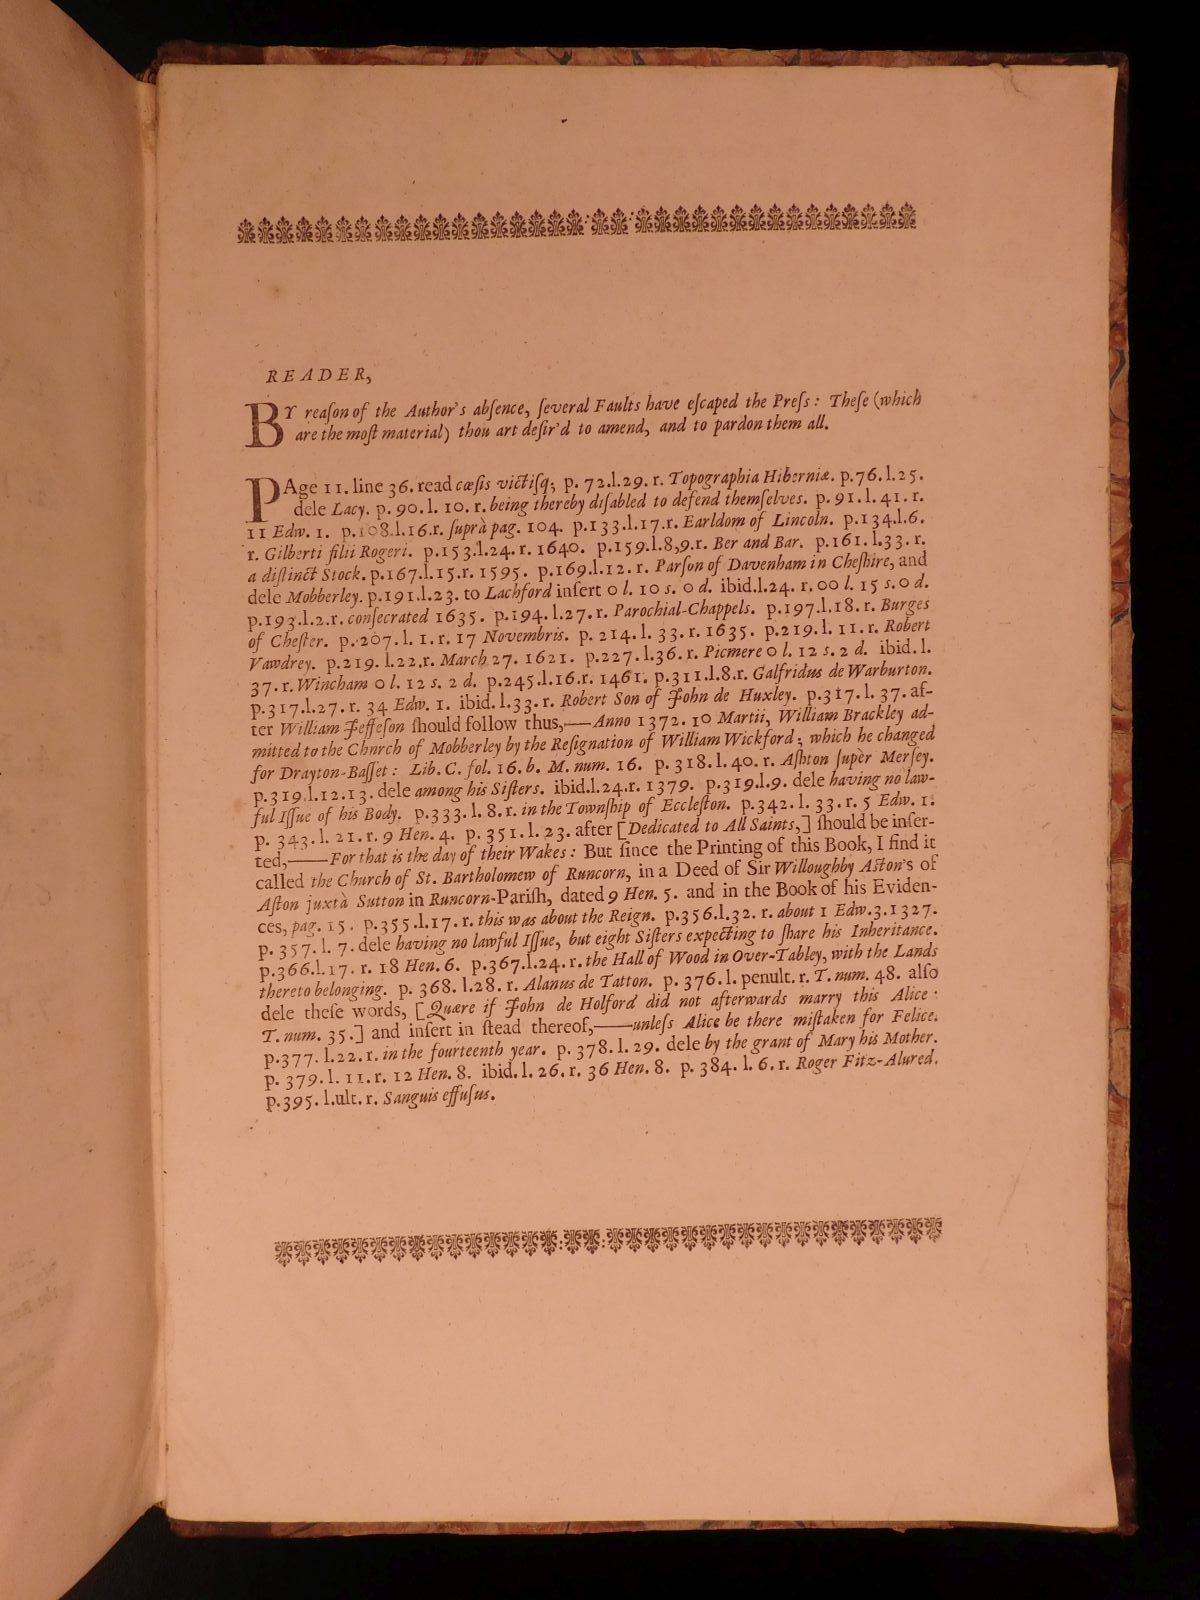 READER,
BY reaſon of the Author's abſence, ſeveral Faults have eſcaped the Preſs: Theſe (which
are the moſt material) thou art deſir'd to amend, and to pardon them all.
PAge 11. line 36. read cæſis victiſq; p. 72. l. 29. r. Topographia Hiberniæ. p. 76. l. 25.
dele Lacy. p. 90. l. 10. r. being thereby diſabled to defend themſelves. p. 91. l. 41. r.
11 Edw. 1. p. 108. l. 16. r. ſuprà pag. 104. p. 133. l. 17. r. Earldom of Lincoln. p. 134. l. 6.
r. Gilberti filii Rogeri. p. 153. l. 24. r. 1640. p. 159. l. 8, 9. r. Ber and Bar. p. 161. l. 33. r.
a diſtinct Stock. p. 167. l. 15. r. 1595. p. 169. l. 12. r. Parſon of Davenham in Cheſhire, and
dele Mobberley. p. 191. l. 23. to Lachford inſert 0 l. 10 s. 0 d. ibid. l. 24. r. 00 l. 15 s. 0 d.
p. 193. l. 2. r. conſecrated 1635. p. 194. l. 27. r. Parochial-Chappels. p. 197. l. 18. r. Burges
of Cheſter. p. 207. l. 1. r. 17 Novembris. p. 214. l. 33. r. 1635. p. 219. l. 11. r. Robert
Vawdrey. p. 219. l. 22. r. March 27. 1621. p. 227. l. 36. r. Picmere 0 l. 12 s. 2 d. ibid. l.
37. r. Wincham 0 l. 12 s. 2 d. p. 245. l. 16. r. 1461. p. 311. l. 8. r. Galfridus de Warburton.
p. 317. l. 27. r. 34 Edw. 1. ibid. l. 33. r. Robert Son of John de Huxley. p. 317. l. 37. af-
ter William Jeffeſon ſhould follow thus,—Anno 1372. 10 Martii, William Brackley ad-
mitted to the Chnrch of Mobberley by the Reſignation of William Wickford; which he changed
for Drayton-Baſſet: Lib. C. fol. 16. b. M. num. 16. p. 318. l. 40. r. Aſhton ſupèr Merſey.
p. 319. l. 12. 13. dele among his Siſters. ibid. l. 24. r. 1379. p. 319. l. 9. dele having no law-
ful Iſſue of his Body. p. 333. l. 8. r. in the Townſhip of Eccleſton. p. 342. l. 33. r. 5 Edw. 1.
p. 343. l. 21. r. 9 Hen. 4. p. 351. l. 23. after [Dedicated to All Saints,] ſhould be inſer-
ted,—For that is the day of their Wakes: But ſince the Printing of this Book, I find it
called the Church of St. Bartholomew of Runcorn, in a Deed of Sir Willoughby Aſton's of
Aſton juxtà Sutton in Runcorn-Pariſh, dated 9 Hen. 5. and in the Book of his Eviden-
ces, pag. 15. p. 355. l. 17. r. this was about the Reign. p. 356. l. 32. r. about 1 Edw. 3. 1327.
p. 357. l. 7. dele having no lawful Iſſue, but eight Siſters expecting to ſhare his Inheritance.
p. 366. l. 17. r. 18 Hen. 6. p. 367. l. 24. r. the Hall of Wood in Over-Tabley, with the Lands
thereto belonging. p. 368. l. 28. r. Alanus de Tatton. p. 376. l. penult. r. T. num. 48. alſo
dele theſe words, [Quære if John de Holford did not afterwards marry this Alice:
T. num. 35.] and inſert in ſtead thereof,—unleſs Alice be there miſtaken for Felice.
p. 377. l. 22. r. in the fourteenth year. p. 378. l. 29. dele by the grant of Mary his Mother.
p. 379. l. 11. r. 12 Hen. 8. ibid. l. 26. r. 36 Hen. 8. p. 384. l. 6. r. Roger Fitz-Alured.
p. 395. l. ult. r. Sanguis effuſus.